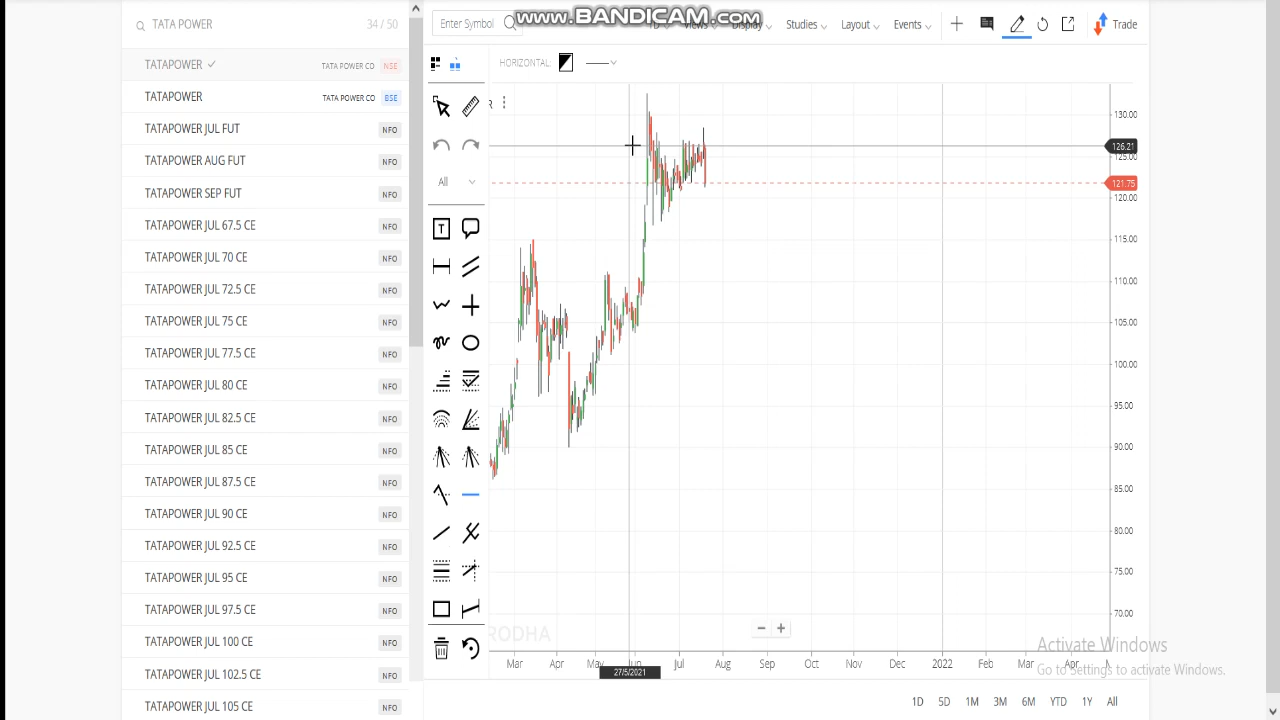 TATA POWER
34 / 50
TATAPOWER TATA POWER CO NSE
TATAPOWER TATA POWER CO BSE
TATAPOWER JUL FUT NFO
TATAPOWER AUG FUT NFO
TATAPOWER SEP FUT NFO
TATAPOWER JUL 67.5 CE NFO
TATAPOWER JUL 70 CE NFO
TATAPOWER JUL 72.5 CE NFO
TATAPOWER JUL 75 CE NFO
TATAPOWER JUL 77.5 CE NFO
TATAPOWER JUL 80 CE NFO
TATAPOWER JUL 82.5 CE NFO
TATAPOWER JUL 85 CE NFO
TATAPOWER JUL 87.5 CE NFO
TATAPOWER JUL 90 CE NFO
TATAPOWER JUL 92.5 CE NFO
TATAPOWER JUL 95 CE NFO
TATAPOWER JUL 97.5 CE NFO
TATAPOWER JUL 100 CE NFO
TATAPOWER JUL 102.5 CE NFO
TATAPOWER JUL 105 CE NFO
www.BANDICAM.com
Enter Symbol 1D Views Display Studies Layout Events Trade
HORIZONTAL:
R
All
T
130.00
126.21
125.00
121.75
120.00
115.00
110.00
105.00
100.00
95.00
90.00
85.00
80.00
75.00
70.00
RODHA
Mar Apr May Jun Jul Aug Sep Oct Nov Dec 2022 Feb Mar Apr
27/5/2021
Activate Windows
Go to Settings to activate Windows.
1D 5D 1M 3M 6M YTD 1Y All